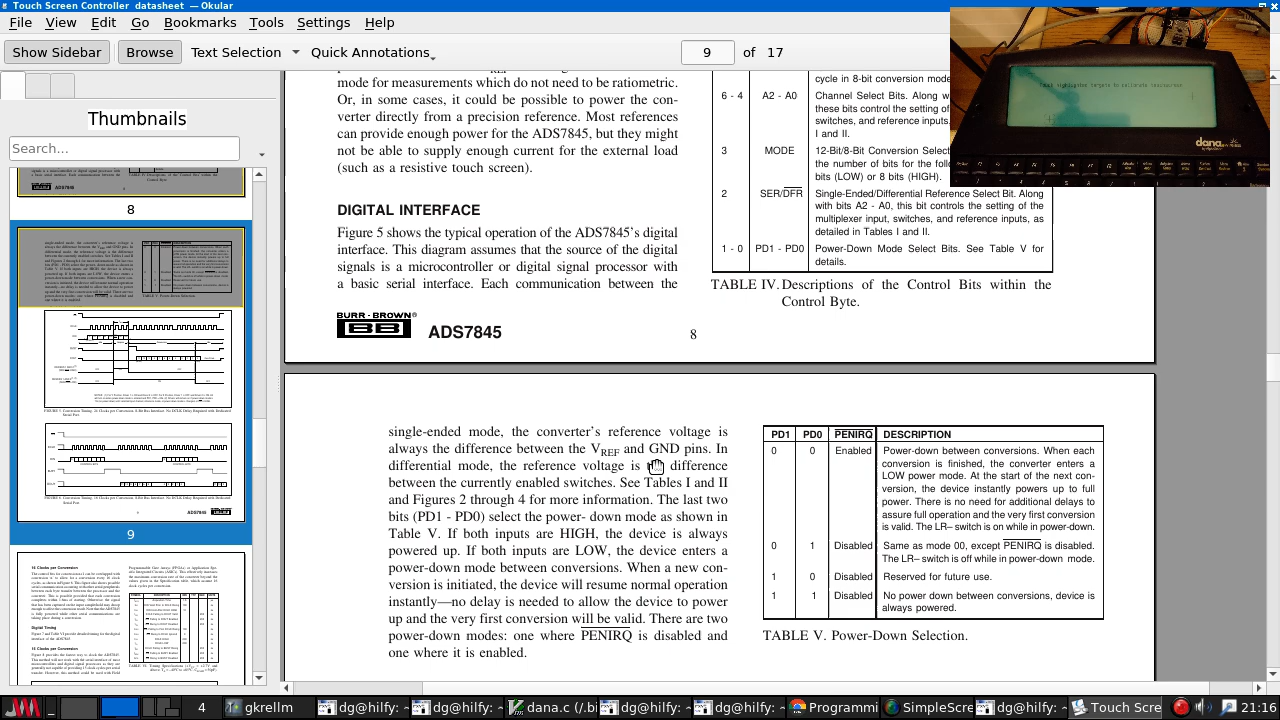 Touch Screen Controller datasheet — Okular
File View Edit Go Bookmarks Tools Settings Help
Show Sidebar Browse Text Selection Quick Annotations 9 of 17
Thumbnails
Search...
8
9
mode for measurements which do not need to be ratiometric.
Or, in some cases, it could be possible to power the con-
verter directly from a precision reference. Most references
can provide enough power for the ADS7845, but they might
not be able to supply enough current for the external load
(such as a resistive touch screen).
DIGITAL INTERFACE
Figure 5 shows the typical operation of the ADS7845's digital
interface. This diagram assumes that the source of the digital
signals is a microcontroller or digital signal processor with
a basic serial interface. Each communication between the
BURR-BROWN®
BB ADS7845
8
cycle in 8-bit conversion mode
6 - 4 A2 - A0 Channel Select Bits. Along w
these bits control the setting of
switches, and reference inputs.
I and II.
3 MODE 12-Bit/8-Bit Conversion Select
the number of bits for the follo
bits (LOW) or 8 bits (HIGH).
2 SER/DFR Single-Ended/Differential Reference Select Bit. Along
with bits A2 - A0, this bit controls the setting of the
multiplexer input, switches, and reference inputs, as
detailed in Tables I and II.
1 - 0 PD1 - PD0 Power-Down Mode Select Bits. See Table V for
details.
TABLE IV. Descriptions of the Control Bits within the
Control Byte.
single-ended mode, the converter's reference voltage is
always the difference between the VREF and GND pins. In
differential mode, the reference voltage is the difference
between the currently enabled switches. See Tables I and II
and Figures 2 through 4 for more information. The last two
bits (PD1 - PD0) select the power- down mode as shown in
Table V. If both inputs are HIGH, the device is always
powered up. If both inputs are LOW, the device enters a
power-down mode between conversions. When a new con-
version is initiated, the device will resume normal operation
instantly—no delay is needed to allow the device to power
up and the very first conversion will be valid. There are two
power-down modes: one where PENIRQ is disabled and
one where it is enabled.
PD1 PD0 PENIRQ DESCRIPTION
0 0 Enabled Power-down between conversions. When each
conversion is finished, the converter enters a
LOW power mode. At the start of the next con-
version, the device instantly powers up to full
power. There is no need for additional delays to
assure full operation and the very first conversion
is valid. The LR– switch is on while in power-down.
0 1 Disabled Same as mode 00, except PENIRQ is disabled.
The LR– switch is off while in power-down mode.
Disabled Reserved for future use.
Disabled No power down between conversions, device is
always powered.
TABLE V. Power-Down Selection.
dana
4 gkrellm dg@hilfy: ~ dg@hilfy: ~ dana.c (/.b dg@hilfy: ~ dg@hilfy: ~ Programmi SimpleScre dg@hilfy: ~ Touch Scre 21:16